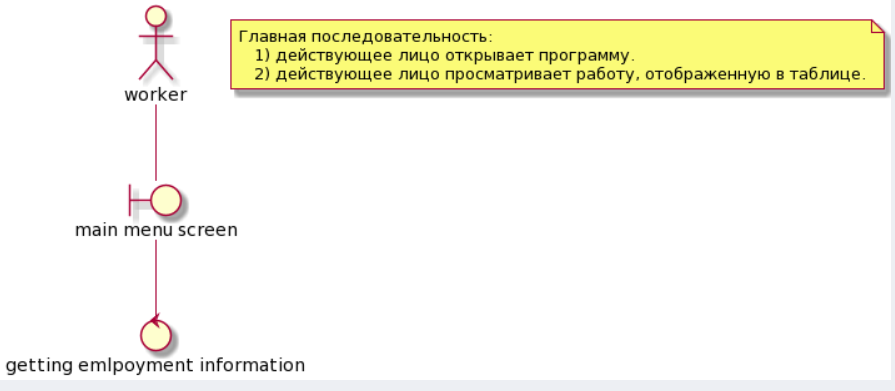 worker
Главная последовательность:
1) действующее лицо открывает программу.
2) действующее лицо просматривает работу, отображенную в таблице.
main menu screen
getting emlpoyment information